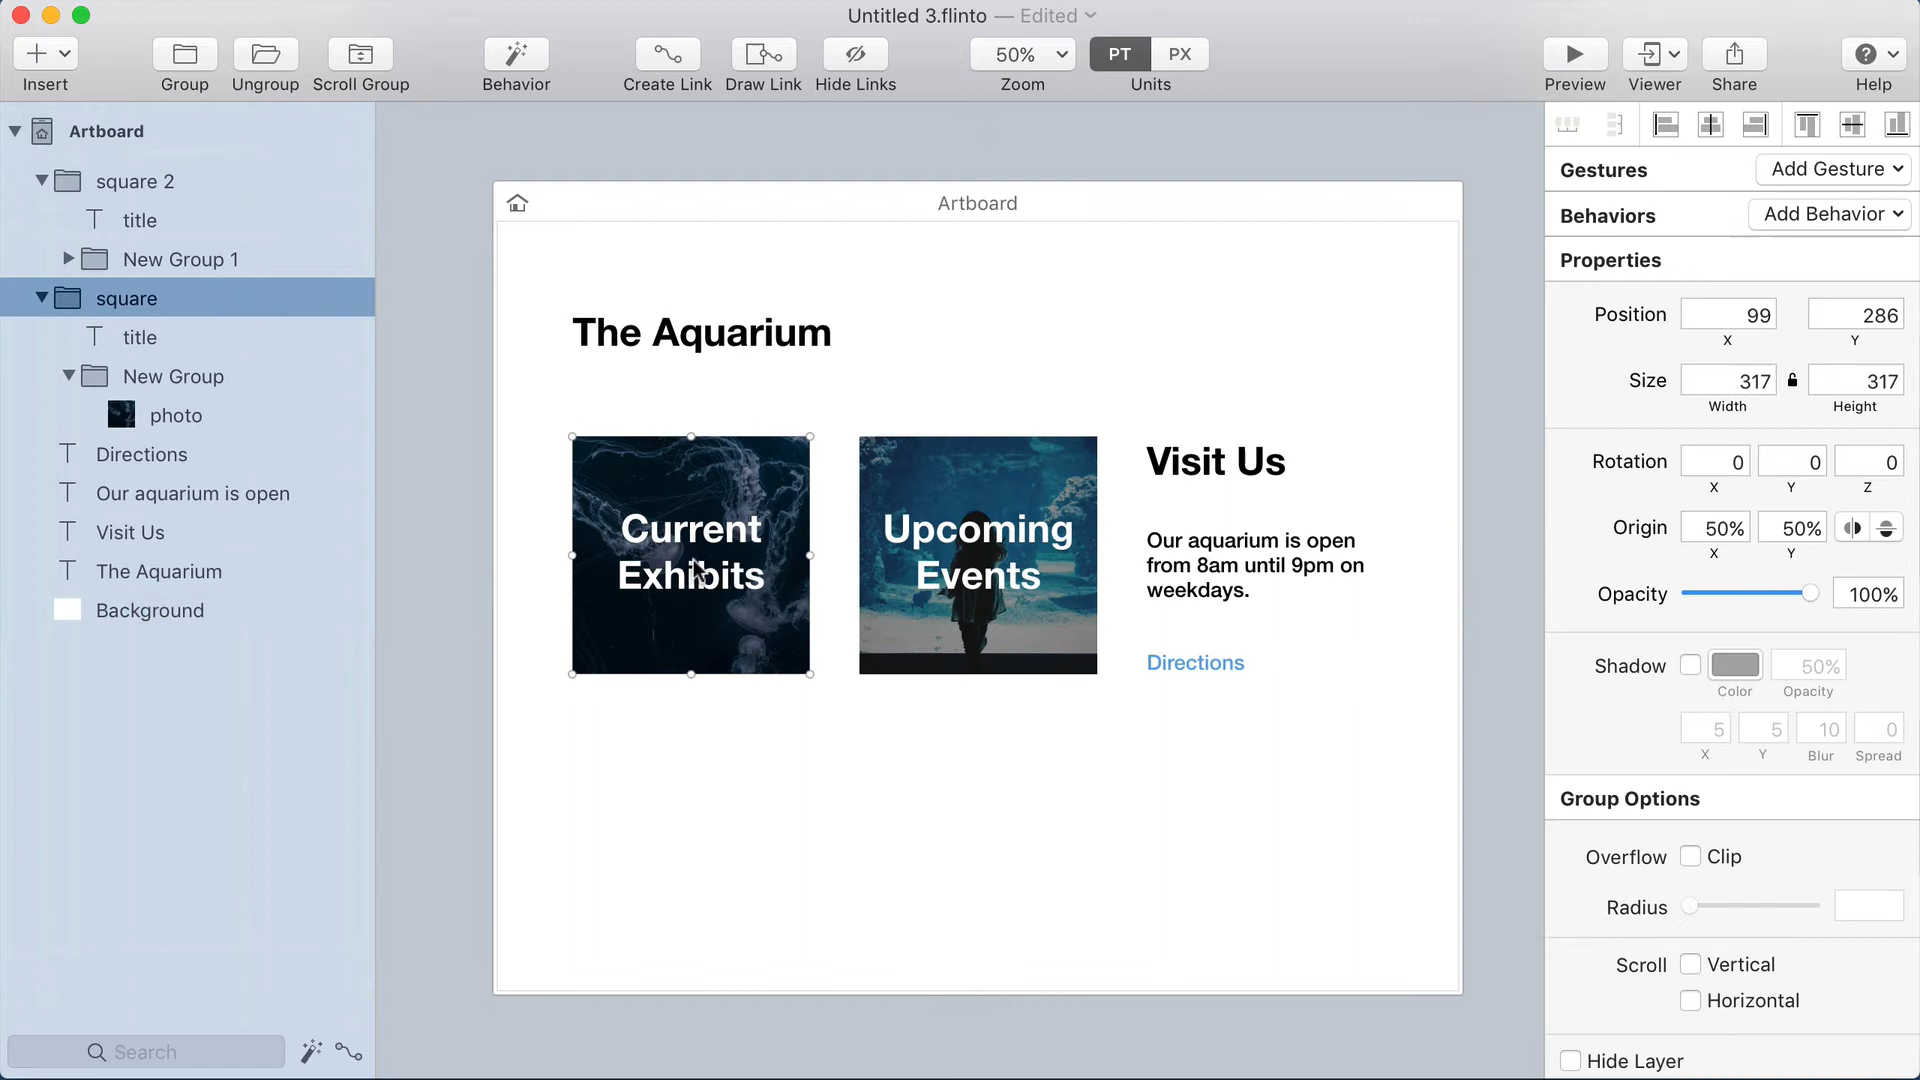 Untitled 3.flinto — Edited
Insert
Group
Ungroup
Scroll Group
Behavior
Create Link
Draw Link
Hide Links
50%
Zoom
PT
PX
Units
Preview
Viewer
Share
Help
Artboard
square 2
title
New Group 1
square
title
New Group
photo
Directions
Our aquarium is open
Visit Us
The Aquarium
Background
Search
Artboard
The Aquarium
Current
Exhibits
Upcoming
Events
Visit Us
Our aquarium is open
from 8am until 9pm on
weekdays.
Directions
Gestures
Add Gesture
Behaviors
Add Behavior
Properties
Position 99 286
X Y
Size 317 317
Width Height
Rotation 0 0 0
X Y Z
Origin 50% 50%
X Y
Opacity 100%
Shadow 50%
Color Opacity
5 5 10 0
X Y Blur Spread
Group Options
Overflow Clip
Radius
Scroll Vertical
Horizontal
Hide Layer